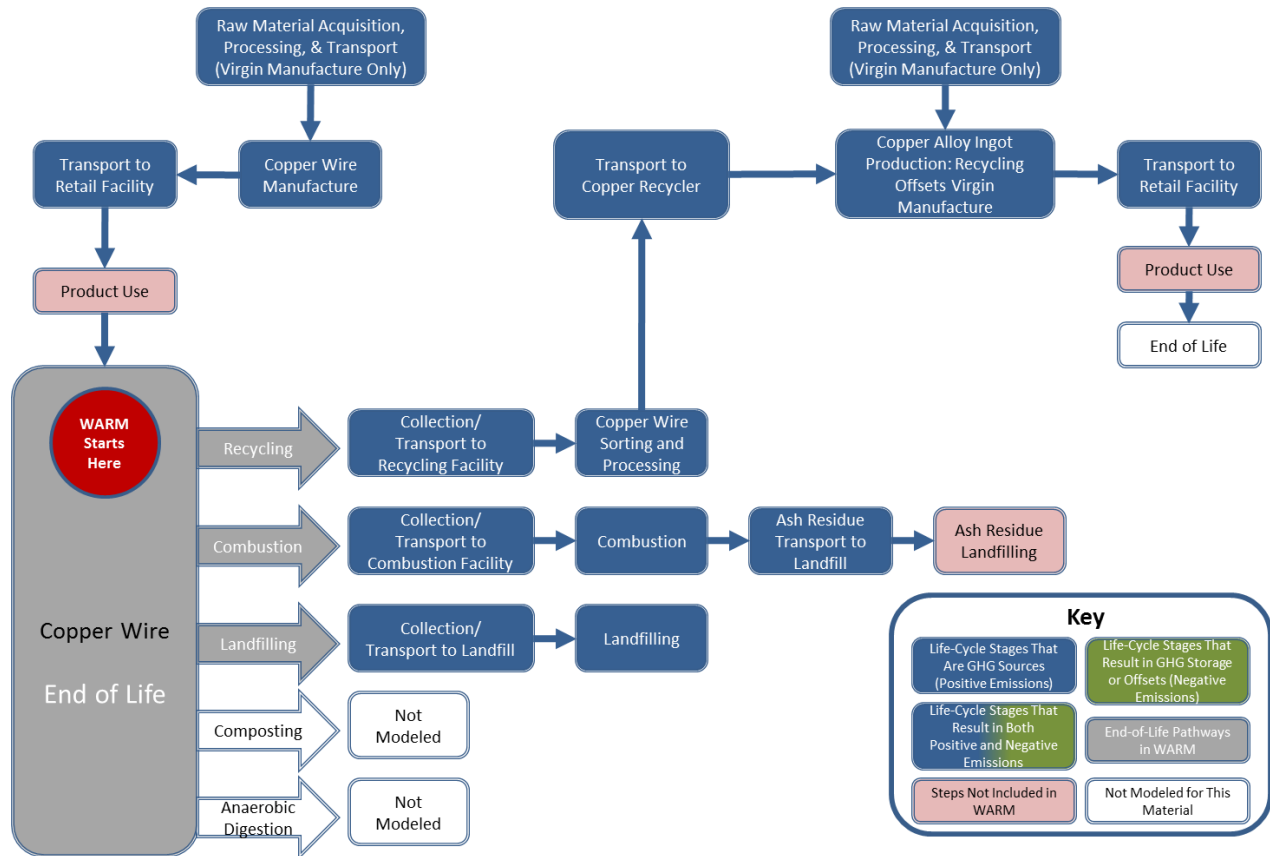 Raw Material Acquisition,
Processing, & Transport
(Virgin Manufacture Only)
Raw Material Acquisition,
Processing, & Transport
(Virgin Manufacture Only)
Transport to
Retail Facility
Copper Wire
Manufacture
Transport to
Copper Recycler
Copper Alloy Ingot
Production: Recycling
Offsets Virgin
Manufacture
Transport to
Retail Facility
Product Use
Product Use
End of Life
WARM
Starts
Here
Copper Wire
End of Life
Recycling
Collection/
Transport to
Recycling Facility
Copper Wire
Sorting and
Processing
Combustion
Collection/
Transport to
Combustion Facility
Combustion
Ash Residue
Transport to
Landfill
Ash Residue
Landfilling
Landfilling
Collection/
Transport to Landfill
Landfilling
Composting
Not
Modeled
Anaerobic
Digestion
Not
Modeled
Key
Life-Cycle Stages That
Are GHG Sources
(Positive Emissions)
Life-Cycle Stages That
Result in GHG Storage
or Offsets (Negative
Emissions)
Life-Cycle Stages That
Result in Both
Positive and Negative
Emissions
End-of-Life Pathways
in WARM
Steps Not Included in
WARM
Not Modeled for This
Material